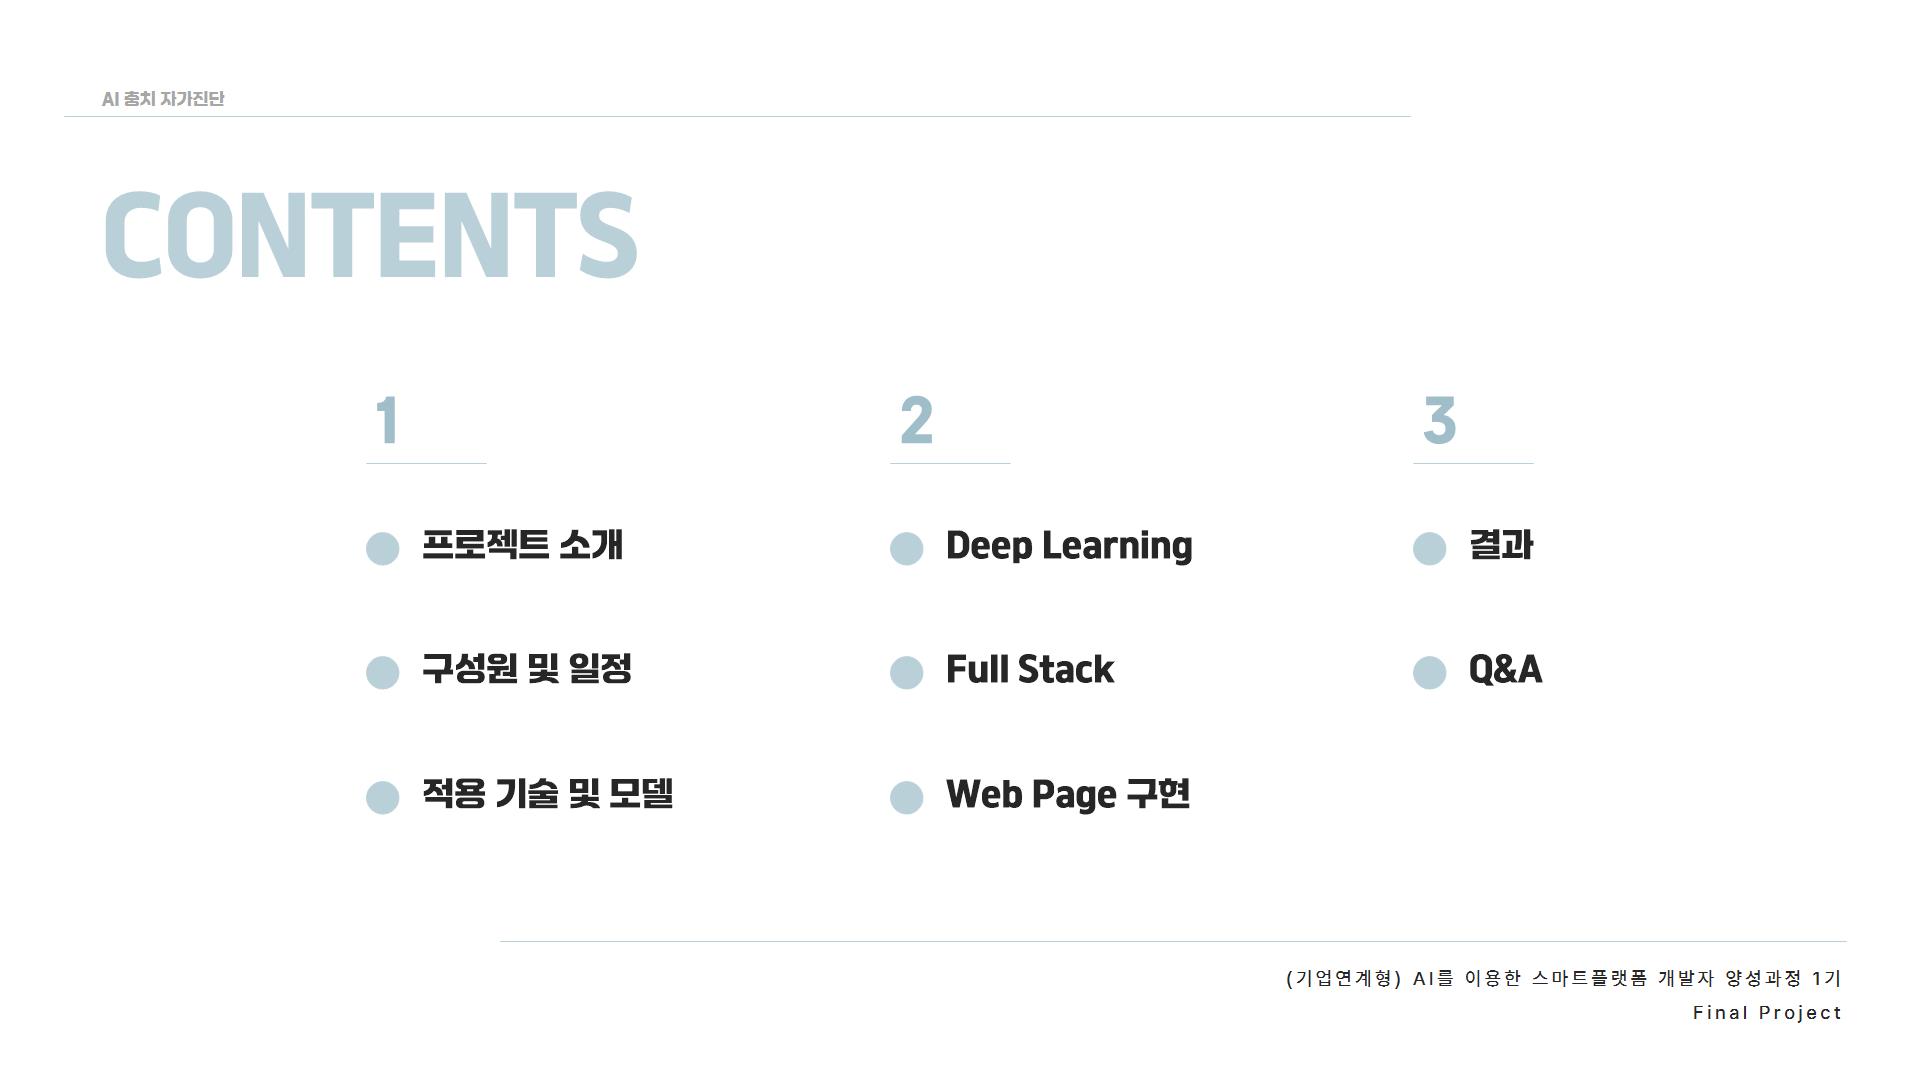 AI 충치 자가진단
CONTENTS
1
프로젝트 소개
구성원 및 일정
적용 기술 및 모델
2
Deep Learning
Full Stack
Web Page 구현
3
결과
Q&A
(기업연계형) AI를 이용한 스마트플랫폼 개발자 양성과정 1기
Final Project